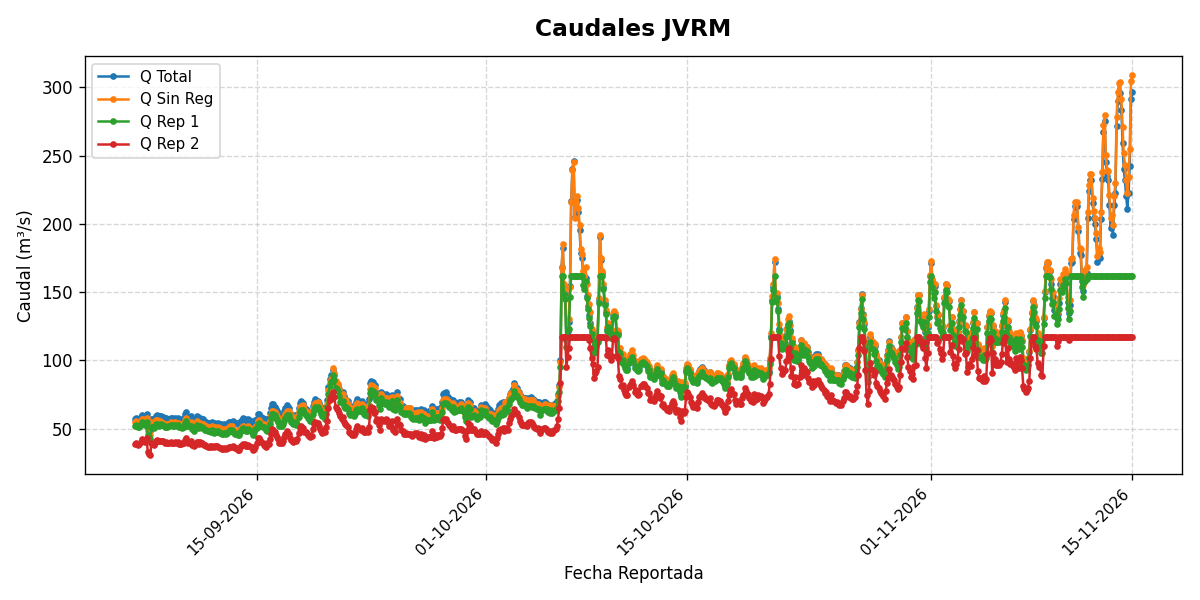 Caudales JVRM
Q Total
Q Sin Reg
Q Rep 1
Q Rep 2
Caudal (m³/s)
300
250
200
150
100
50
15-09-2026
01-10-2026
15-10-2026
01-11-2026
15-11-2026
Fecha Reportada